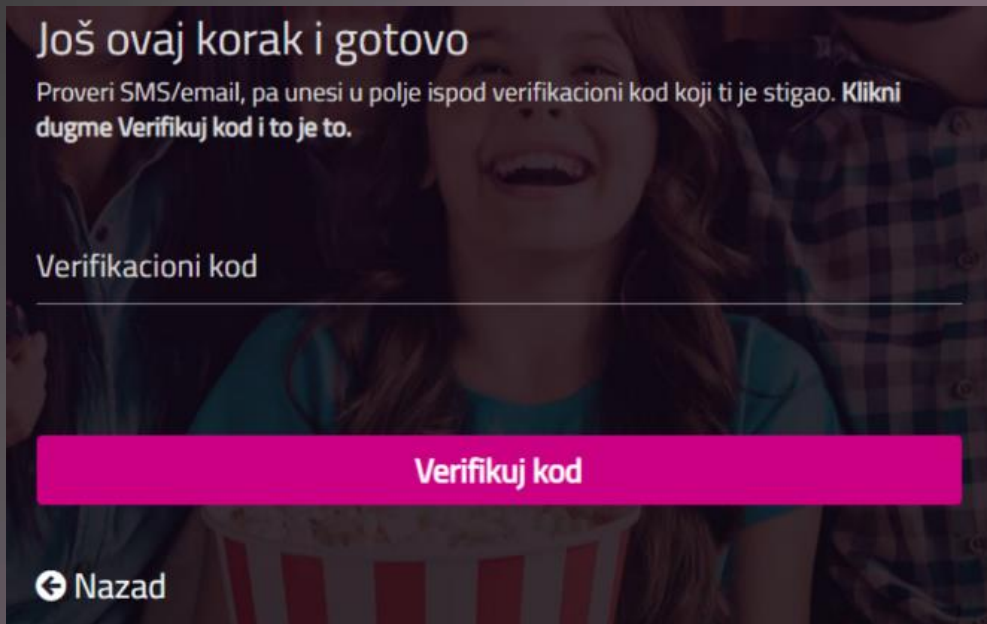 Još ovaj korak i gotovo
Proveri SMS/email, pa unesi u polje ispod verifikacioni kod koji ti je stigao. Klikni
dugme Verifikuj kod i to je to.
Verifikacioni kod
Verifikuj kod
Nazad